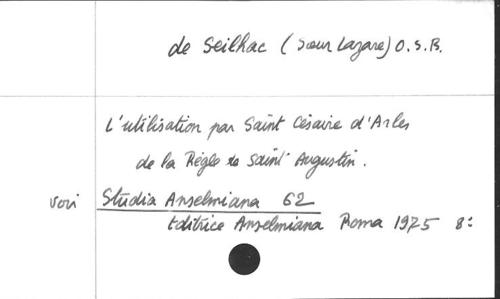 de Seilhac (Soeur Lazare) O.S.B.
L'utilisation par Saint Césaire d'Arles
de la Règle de Saint Augustin.
voir Studia Anselmiana 62
Editrice Anselmiana Roma 1975 8: